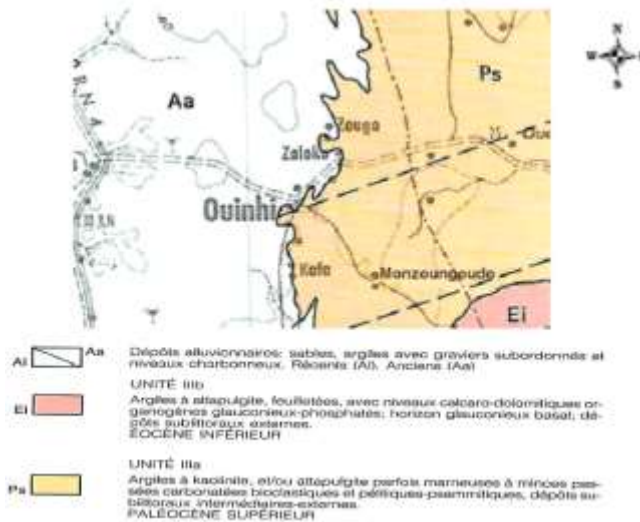 N
W
S
Aa
Ps
Zouga
Zaloko
Ouinhi
Kafa
Monzoungoudo
Ei
Al Aa Dépôts alluvionnaires: sables, argiles avec graviers subordonnés et
niveaux charbonneux. Récents (Al). Anciens (Aa)
UNITÉ IIIb
Ei Argiles à attapulgite, feuilletées, avec niveaux calcaro-dolomitiques or-
ganogènes glauconieux-phosphatés; horizon glauconieux basal; dé-
pôts sublittoraux externes.
ÉOCÈNE INFÉRIEUR
UNITÉ IIIa
Ps Argiles à kaolinite, et/ou attapulgite parfois marneuses à minces pas-
sées carbonatées bioclastiques et pélitiques-psammitiques, dépôts su-
blittoraux intermédiaires-externes.
PALÉOCÈNE SUPÉRIEUR